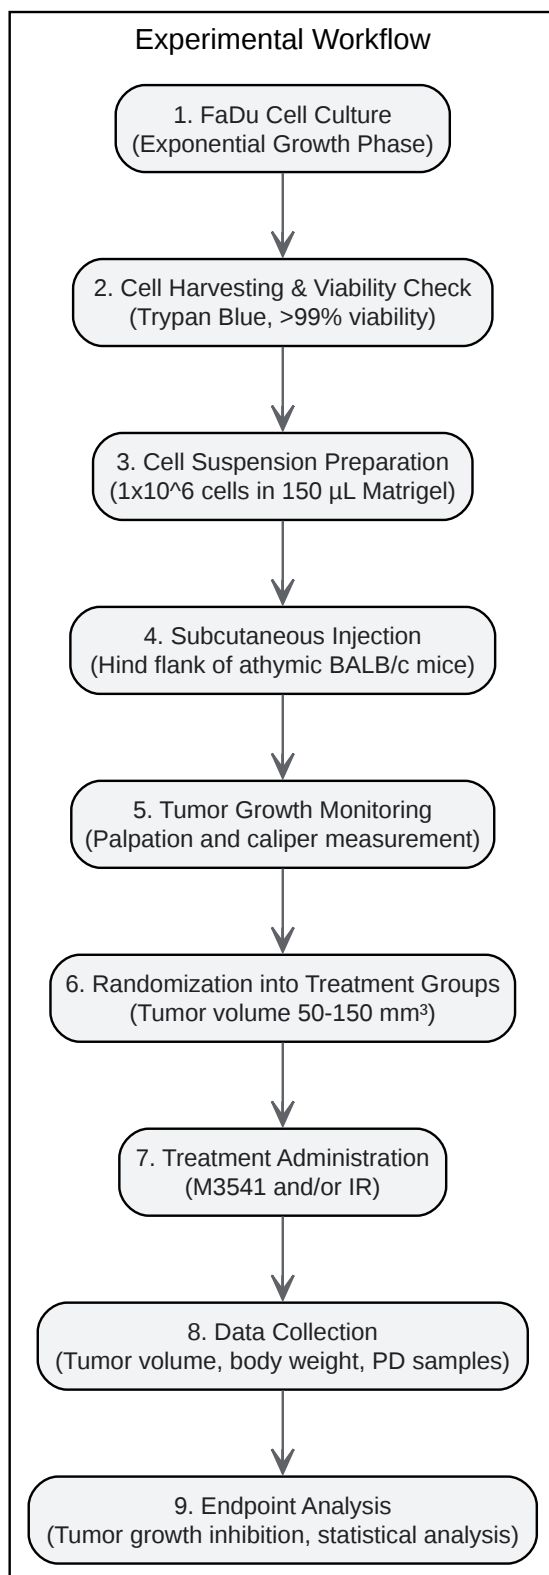 Experimental Workflow
1. FaDu Cell Culture
(Exponential Growth Phase)
2. Cell Harvesting & Viability Check
(Trypan Blue, >99% viability)
3. Cell Suspension Preparation
(1x10^6 cells in 150 µL Matrigel)
4. Subcutaneous Injection
(Hind flank of athymic BALB/c mice)
5. Tumor Growth Monitoring
(Palpation and caliper measurement)
6. Randomization into Treatment Groups
(Tumor volume 50-150 mm³)
7. Treatment Administration
(M3541 and/or IR)
8. Data Collection
(Tumor volume, body weight, PD samples)
9. Endpoint Analysis
(Tumor growth inhibition, statistical analysis)